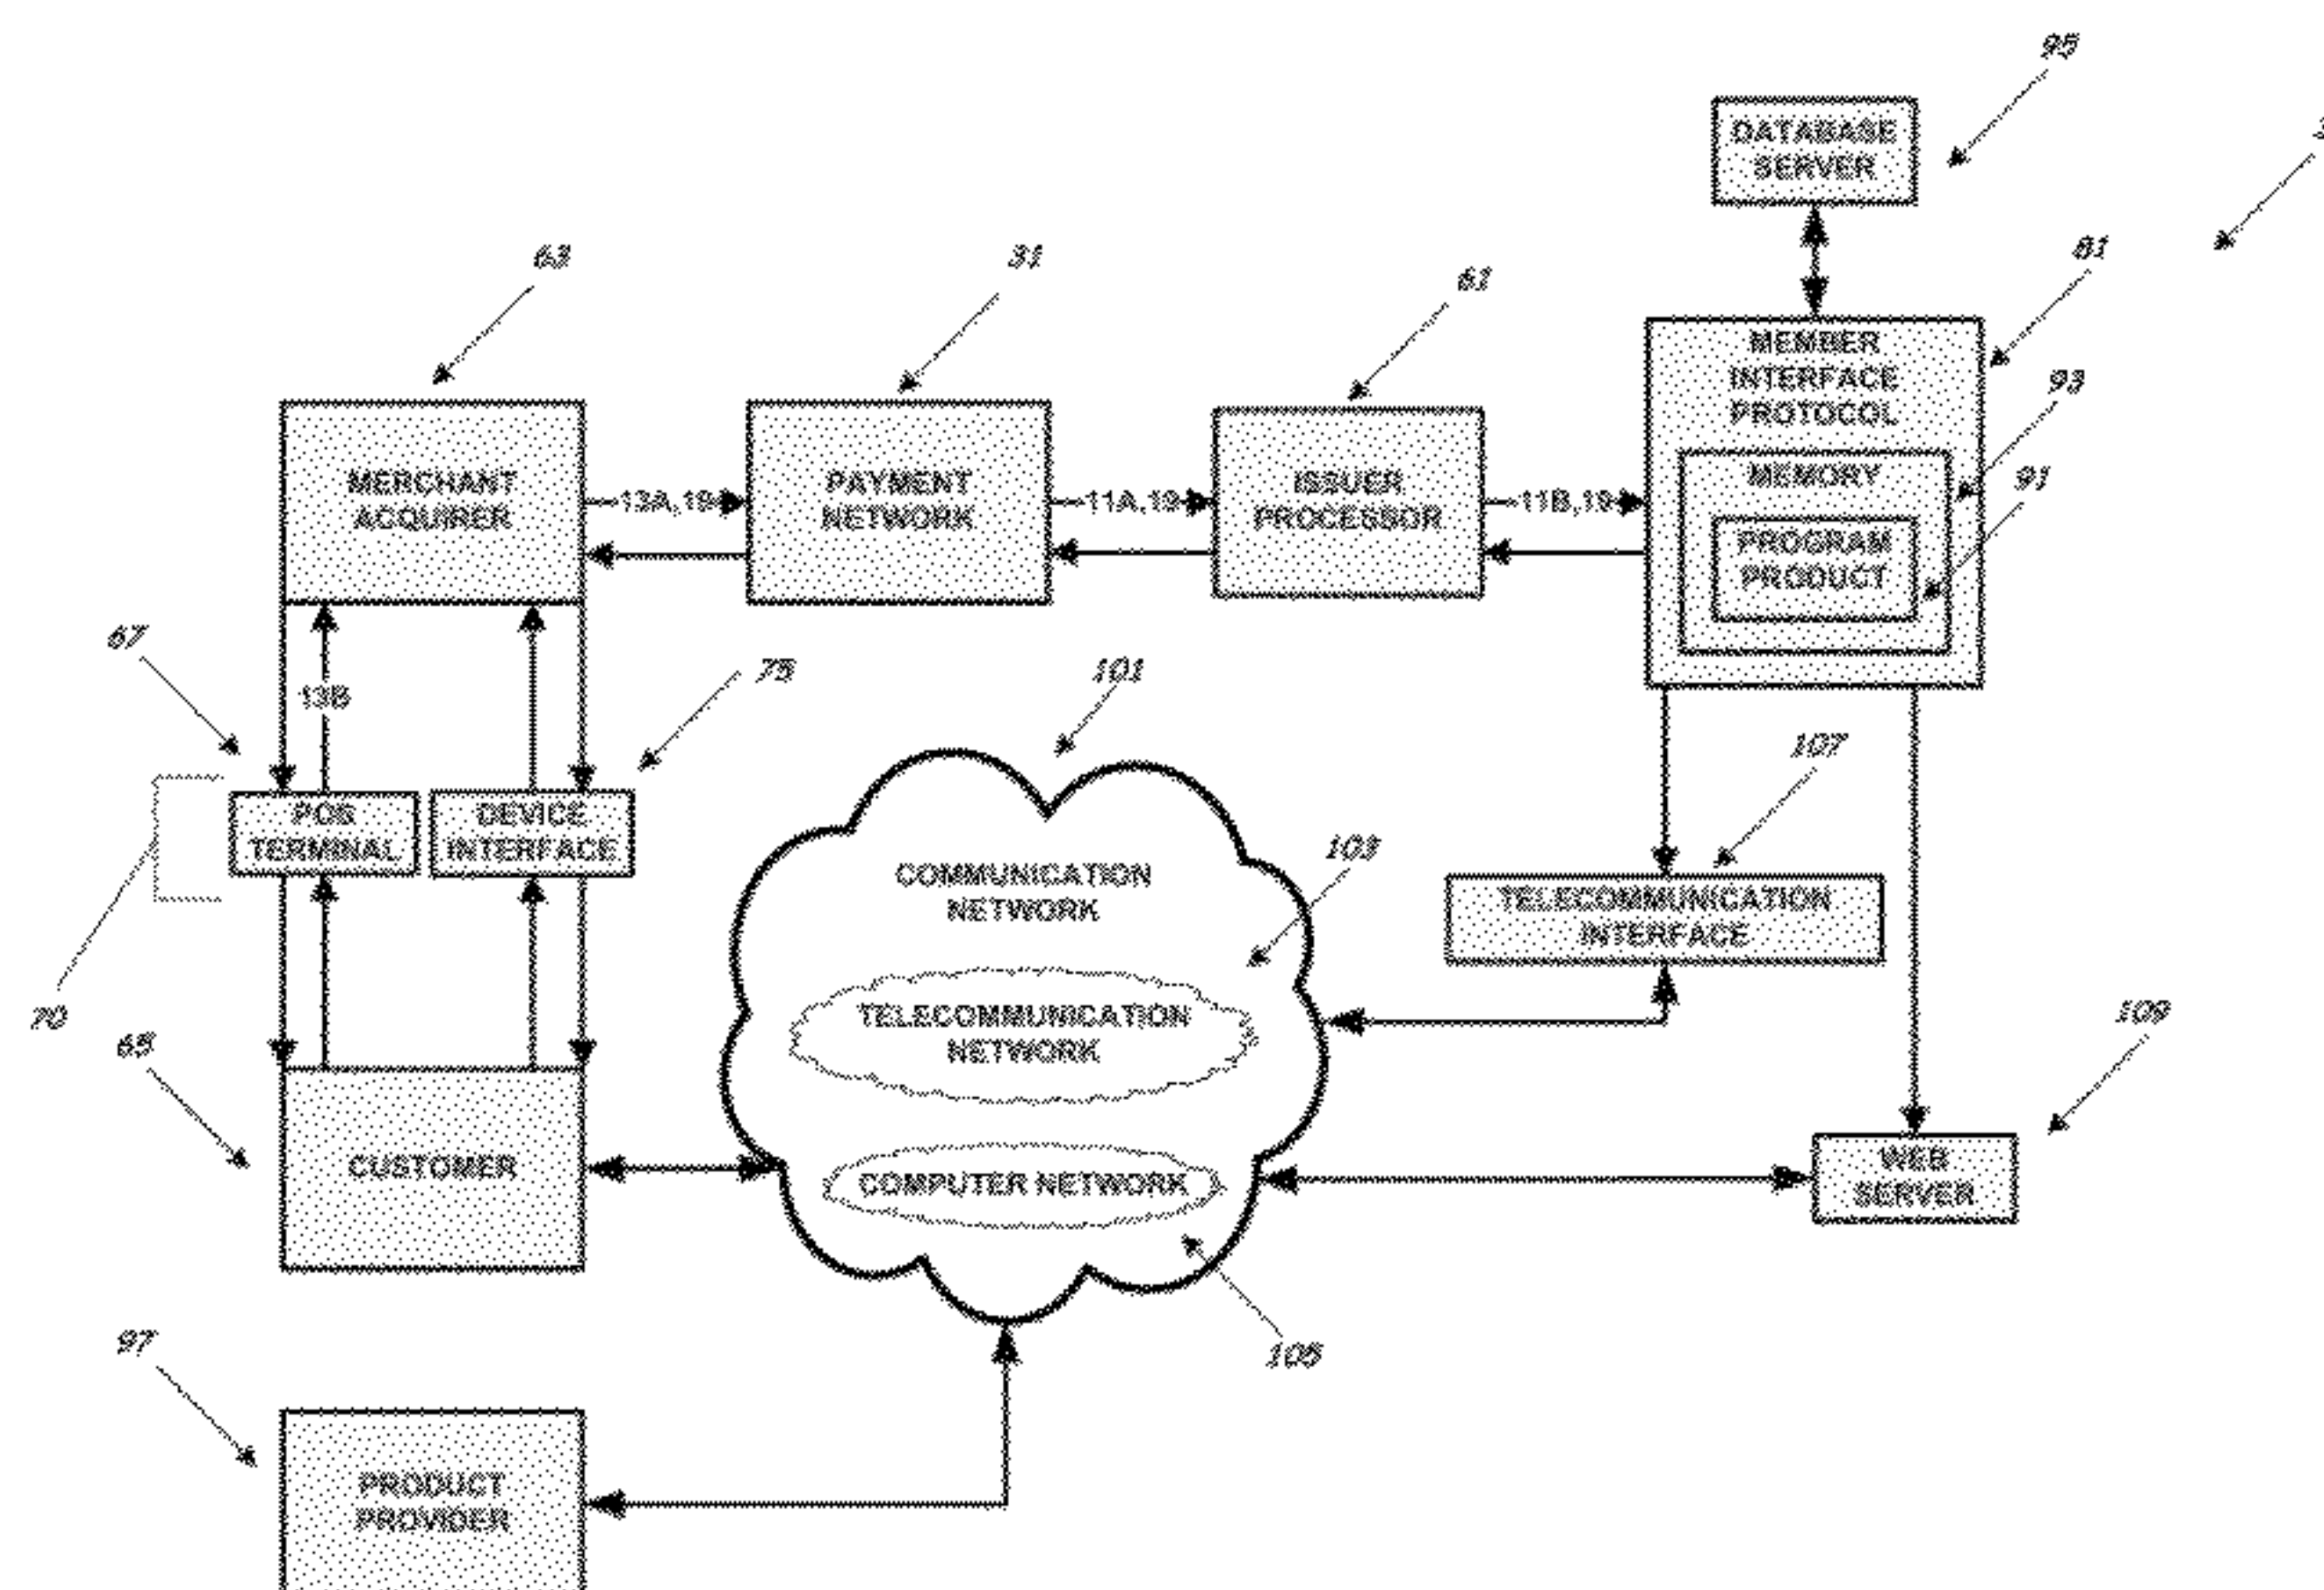 95
DATABASE
SERVER
63
31
61
81
MEMBER
INTERFACE
PROTOCOL
93
MERCHANT
ACQUIRER
13A,19
PAYMENT
NETWORK
11A,19
ISSUER
PROCESSOR
11B,19
MEMORY
91
PROGRAM
PRODUCT
67
13B
75
101
107
POS
TERMINAL
DEVICE
INTERFACE
70
COMMUNICATION
NETWORK
103
TELECOMMUNICATION
INTERFACE
TELECOMMUNICATION
NETWORK
65
109
CUSTOMER
COMPUTER NETWORK
WEB
SERVER
97
105
PRODUCT
PROVIDER